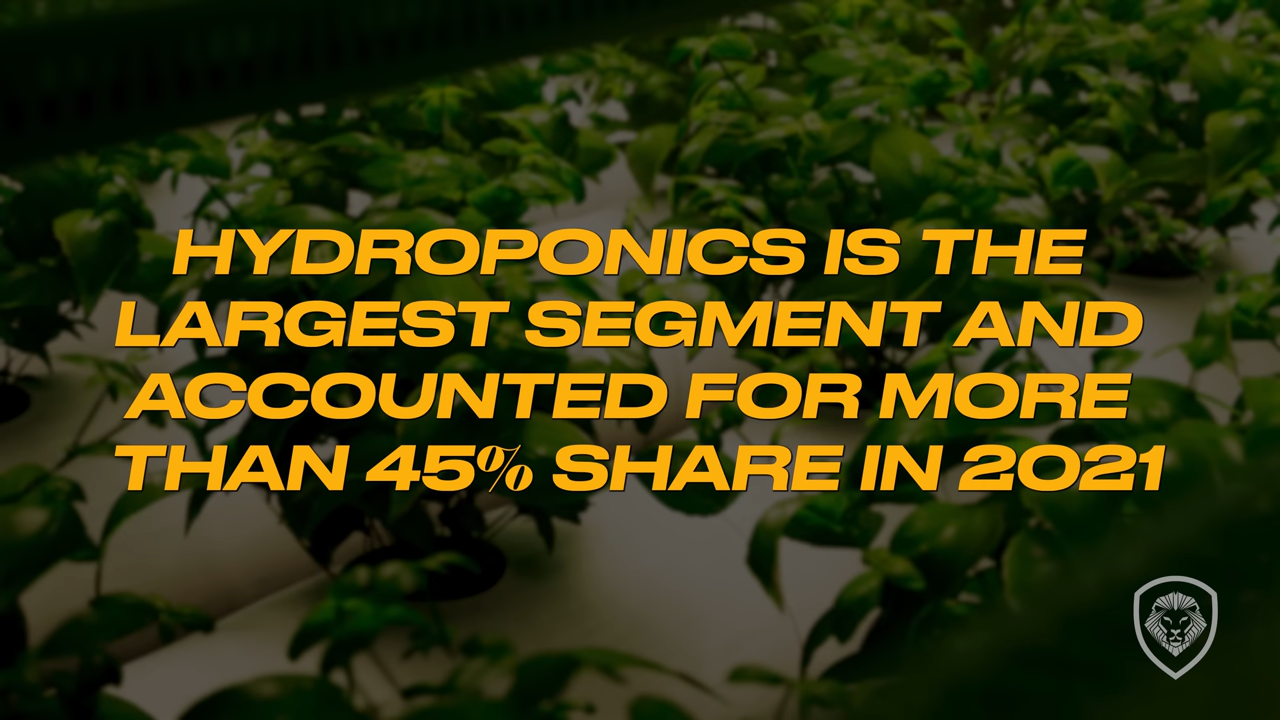 HYDROPONICS IS THE
LARGEST SEGMENT AND
ACCOUNTED FOR MORE
THAN 45% SHARE IN 2021